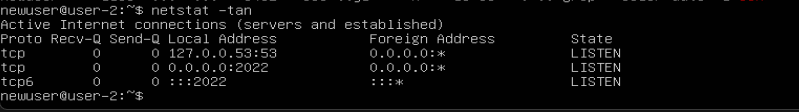 newuser@user-2:~$ netstat -tan
Active Internet connections (servers and established)
Proto Recv-Q Send-Q Local Address           Foreign Address         State
tcp        0      0 127.0.0.53:53           0.0.0.0:*               LISTEN
tcp        0      0 0.0.0.0:2022            0.0.0.0:*               LISTEN
tcp6       0      0 :::2022                 :::*                    LISTEN
newuser@user-2:~$